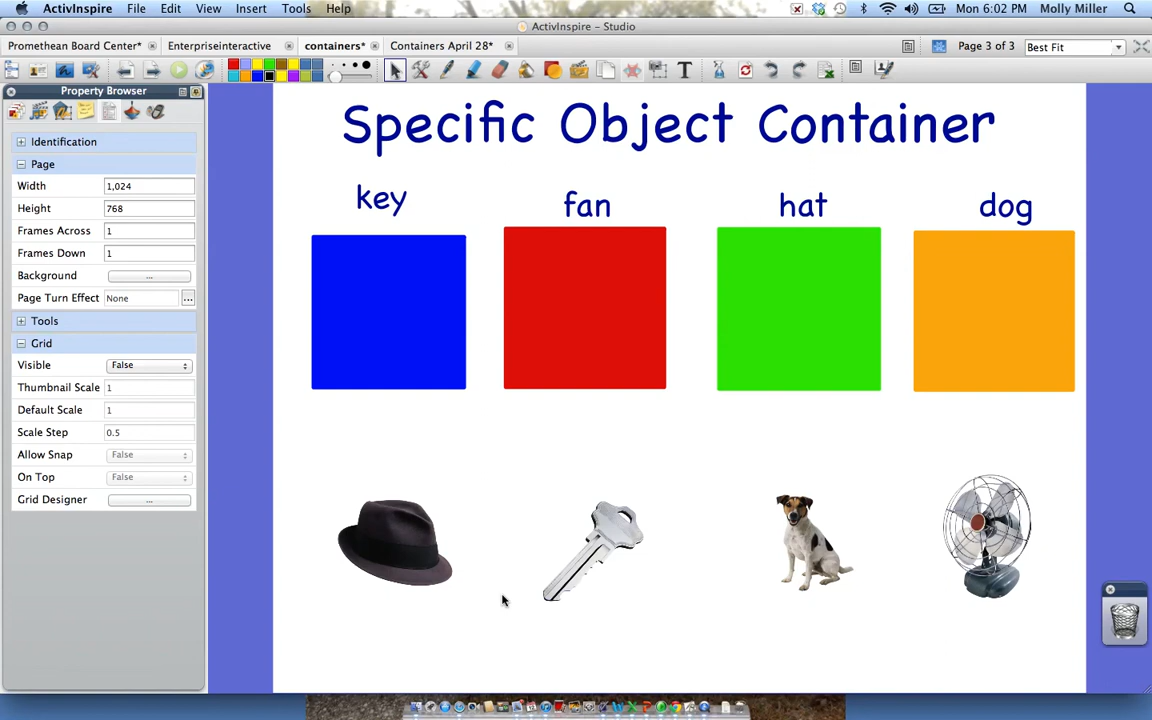 ActivInspire File Edit View Insert Tools Help Mon 6:02 PM Molly Miller
ActivInspire - Studio
Promethean Board Center* Enterpriseinteractive containers* Containers April 28* Page 3 of 3 Best Fit
Property Browser
Identification
Page
Width 1,024
Height 768
Frames Across 1
Frames Down 1
Background ...
Page Turn Effect None ...
Tools
Grid
Visible False
Thumbnail Scale 1
Default Scale 1
Scale Step 0.5
Allow Snap False
On Top False
Grid Designer ...
Specific Object Container
key fan hat dog